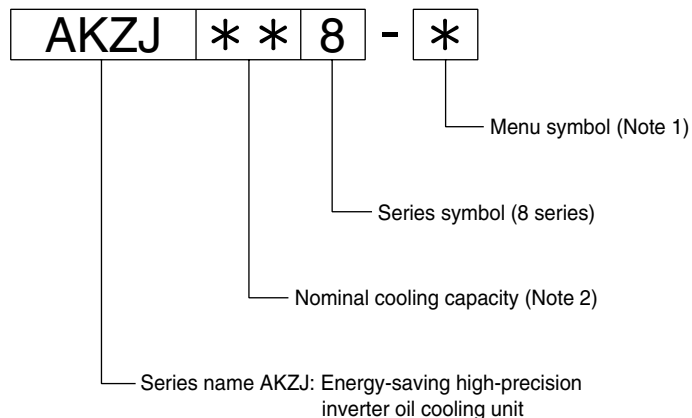 AKZJ ＊＊ 8 - ＊
Menu symbol (Note 1)
Series symbol (8 series)
Nominal cooling capacity (Note 2)
Series name AKZJ: Energy-saving high-precision
inverter oil cooling unit